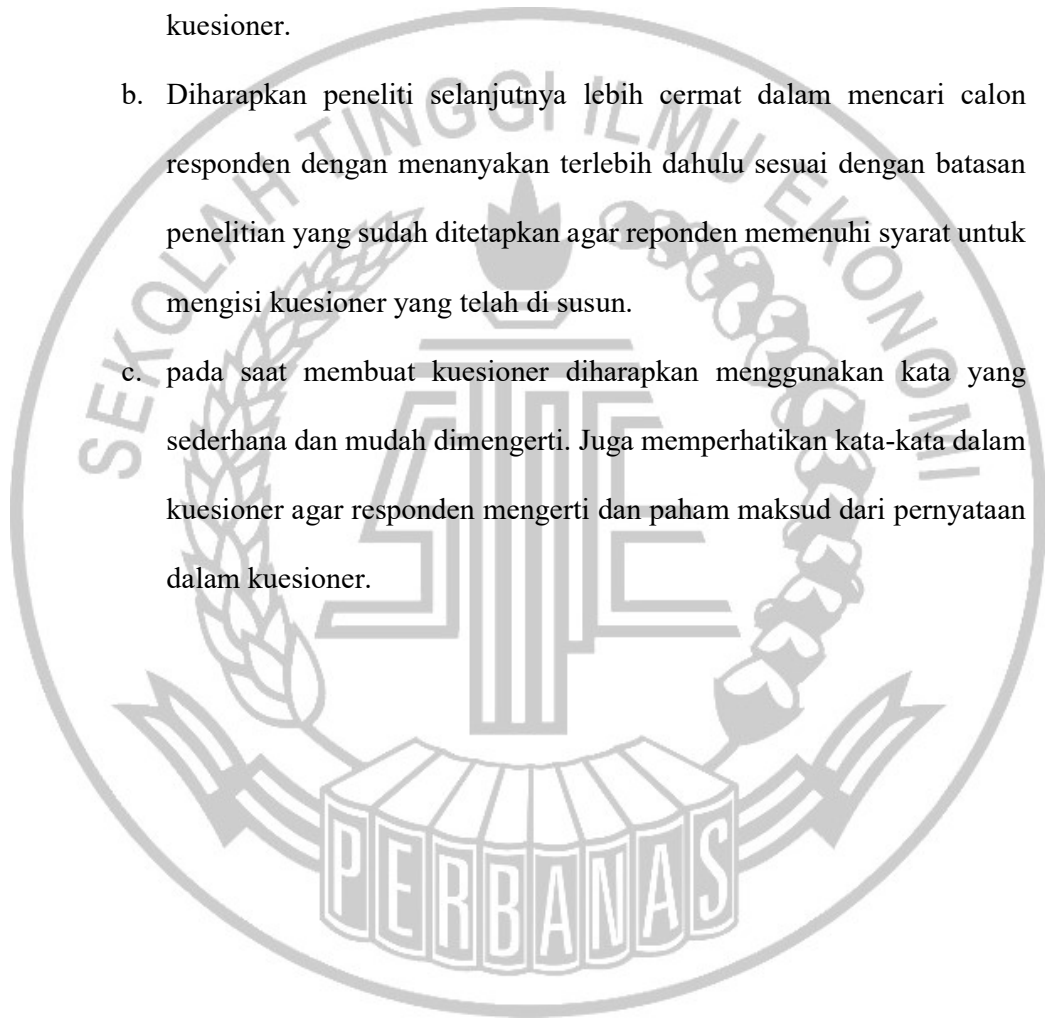 kuesioner.
b. Diharapkan peneliti selanjutnya lebih cermat dalam mencari calon
responden dengan menanyakan terlebih dahulu sesuai dengan batasan
penelitian yang sudah ditetapkan agar reponden memenuhi syarat untuk
mengisi kuesioner yang telah di susun.
c. pada saat membuat kuesioner diharapkan menggunakan kata yang
sederhana dan mudah dimengerti. Juga memperhatikan kata-kata dalam
kuesioner agar responden mengerti dan paham maksud dari pernyataan
dalam kuesioner.
SEKOLAH TINGGI ILMU EKONOMI
PERBANAS